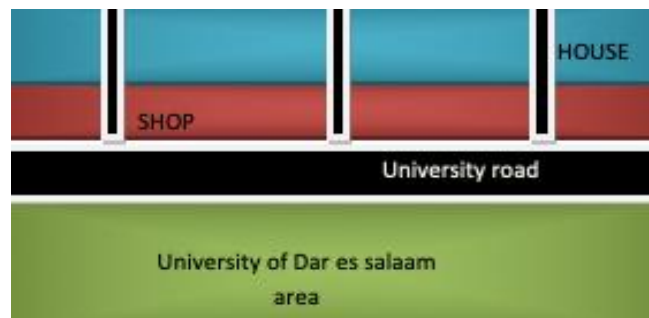 HOUSE
SHOP
University road
University of Dar es salaam
area